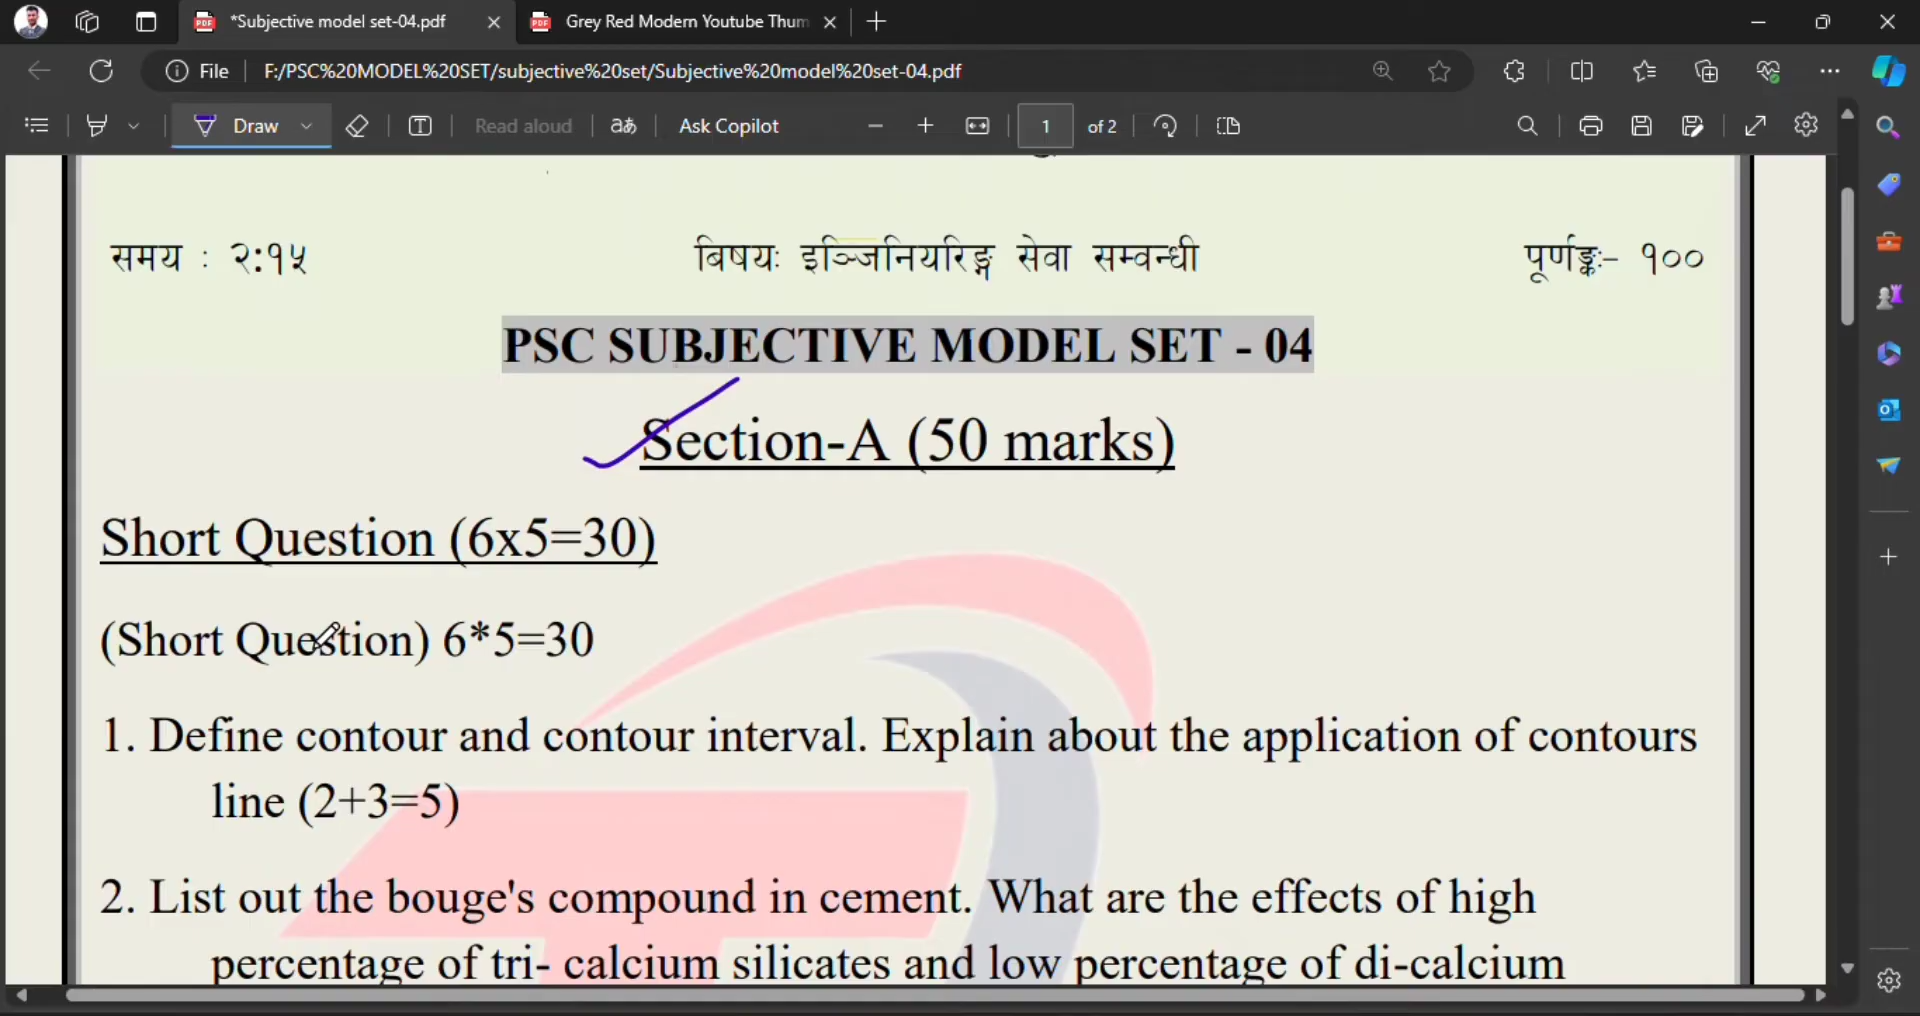 *Subjective model set-04.pdf
Grey Red Modern Youtube Thum
File
F:/PSC%20MODEL%20SET/subjective%20set/Subjective%20model%20set-04.pdf
Draw
Read aloud
aあ
Ask Copilot
1
of 2
समय : २:१५
बिषयः इञ्जिनियरिङ्ग सेवा सम्वन्धी
पूर्णङ्कः- १००
PSC SUBJECTIVE MODEL SET - 04
Section-A (50 marks)
Short Question (6x5=30)
(Short Question) 6*5=30
1. Define contour and contour interval. Explain about the application of contours
line (2+3=5)
2. List out the bouge's compound in cement. What are the effects of high
percentage of tri- calcium silicates and low percentage of di-calcium